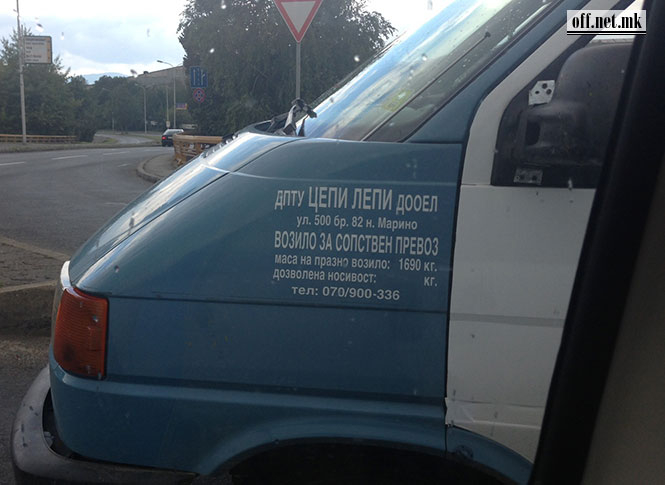 off.net.mk
ДПТУ ЦЕПИ ЛЕПИ ДООЕЛ
ул. 500 бр. 82 н. Марино
ВОЗИЛО ЗА СОПСТВЕН ПРЕВОЗ
маса на празно возило: 1690 кг.
дозволена носивост: кг.
тел: 070/900-336